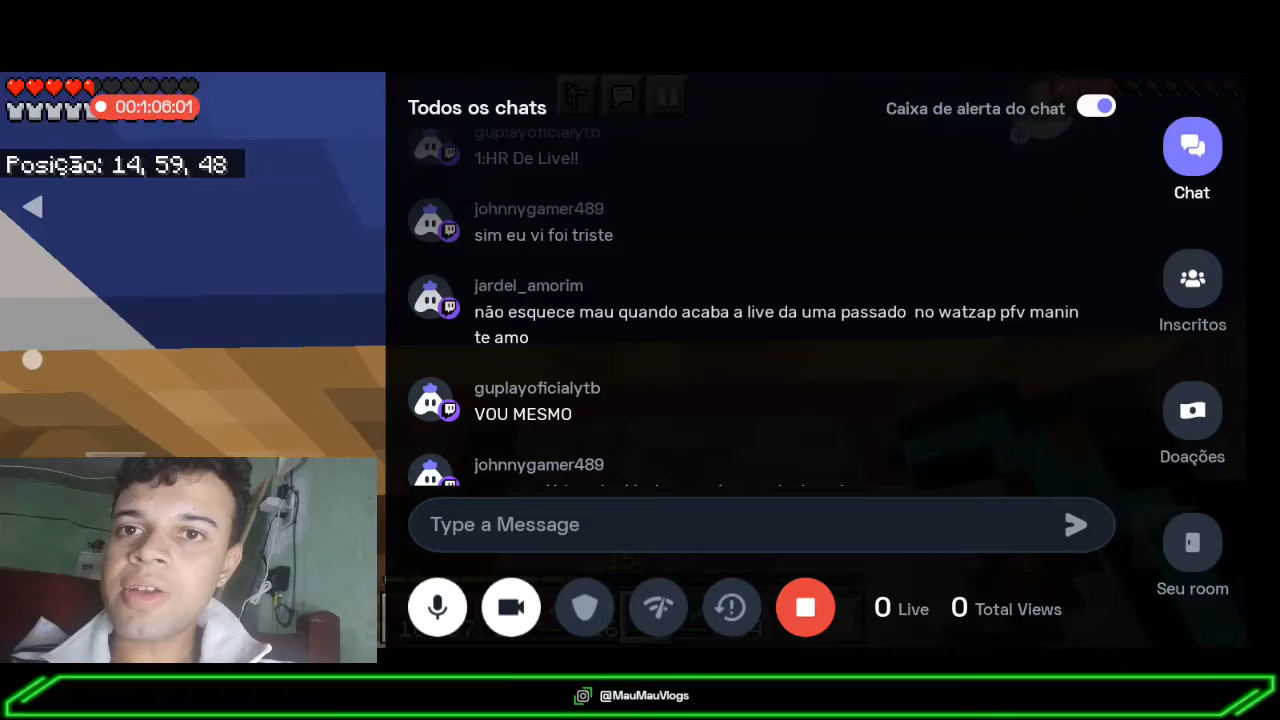 00:1:06:01
Posição: 14, 59, 48
Todos os chats
Caixa de alerta do chat
guplayoficialytb
1:HR De Live!!
johnnygamer489
sim eu vi foi triste
jardel_amorim
não esquece mau quando acaba a live da uma passado no watzap pfv manin
te amo
guplayoficialytb
VOU MESMO
johnnygamer489
Type a Message
0 Live 0 Total Views
Chat
Inscritos
Doações
Seu room
@MauMauVlogs